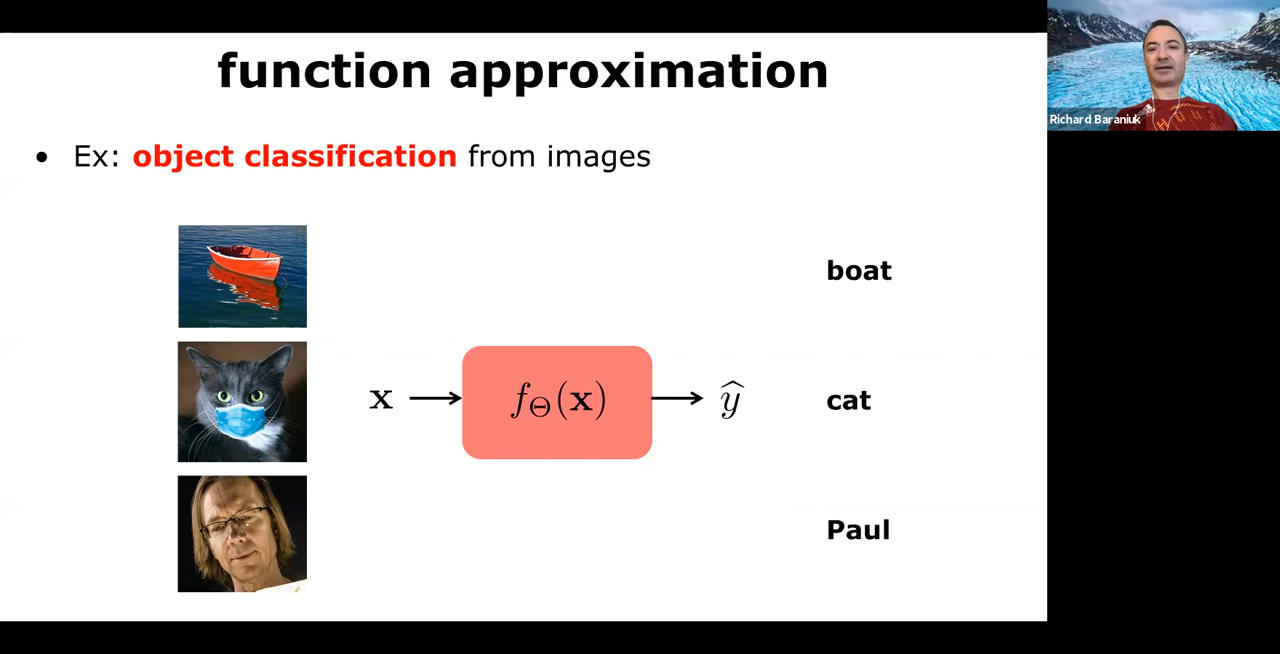 function approximation
Richard Baraniuk
• Ex: object classification from images
boat
x → f_Θ(x) → ŷ
cat
Paul